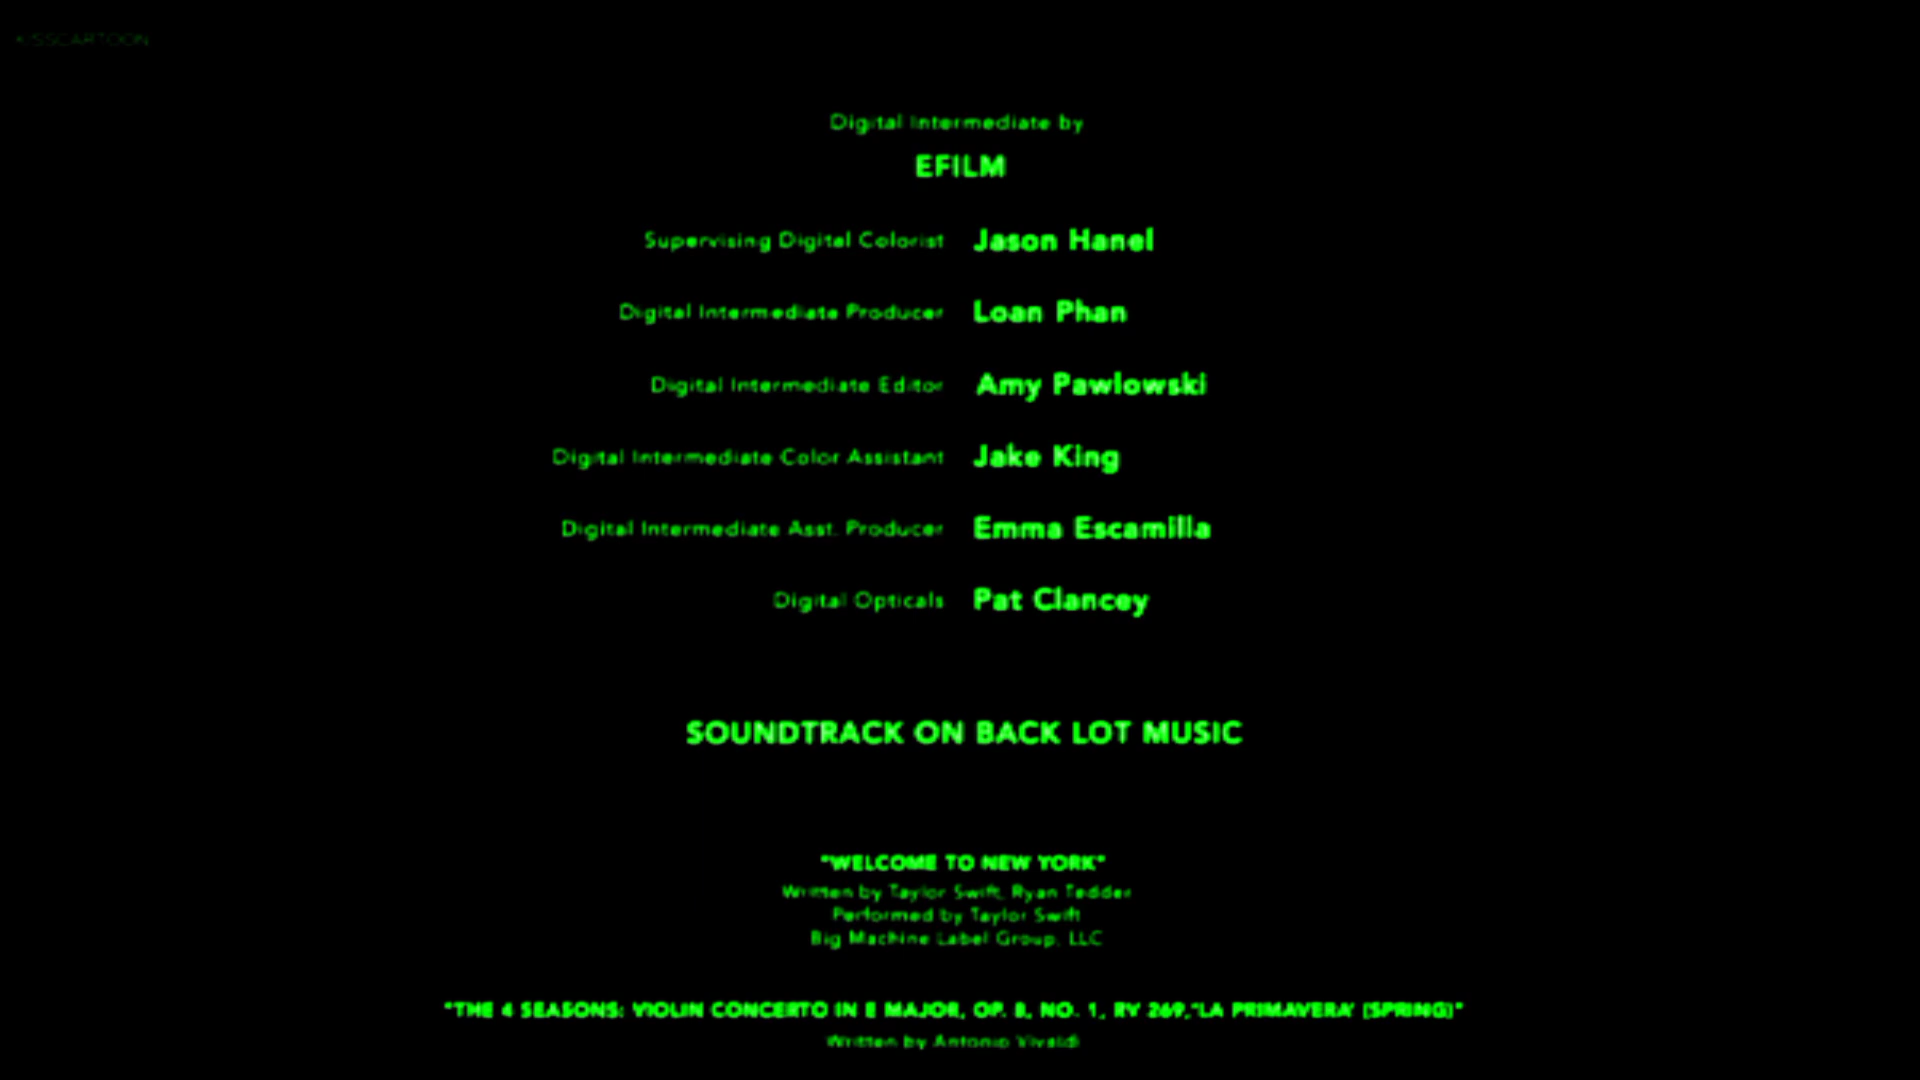 KISSCARTOON
Digital Intermediate by
EFILM
Supervising Digital Colorist Jason Hanel
Digital Intermediate Producer Loan Phan
Digital Intermediate Editor Amy Pawlowski
Digital Intermediate Color Assistant Jake King
Digital Intermediate Asst. Producer Emma Escamilla
Digital Opticals Pat Clancey
SOUNDTRACK ON BACK LOT MUSIC
"WELCOME TO NEW YORK"
Written by Taylor Swift, Ryan Tedder
Performed by Taylor Swift
Big Machine Label Group, LLC
"THE 4 SEASONS: VIOLIN CONCERTO IN E MAJOR, OP. 8, NO. 1, RV 269,"LA PRIMAVERA' (SPRING)"
Written by Antonio Vivaldi